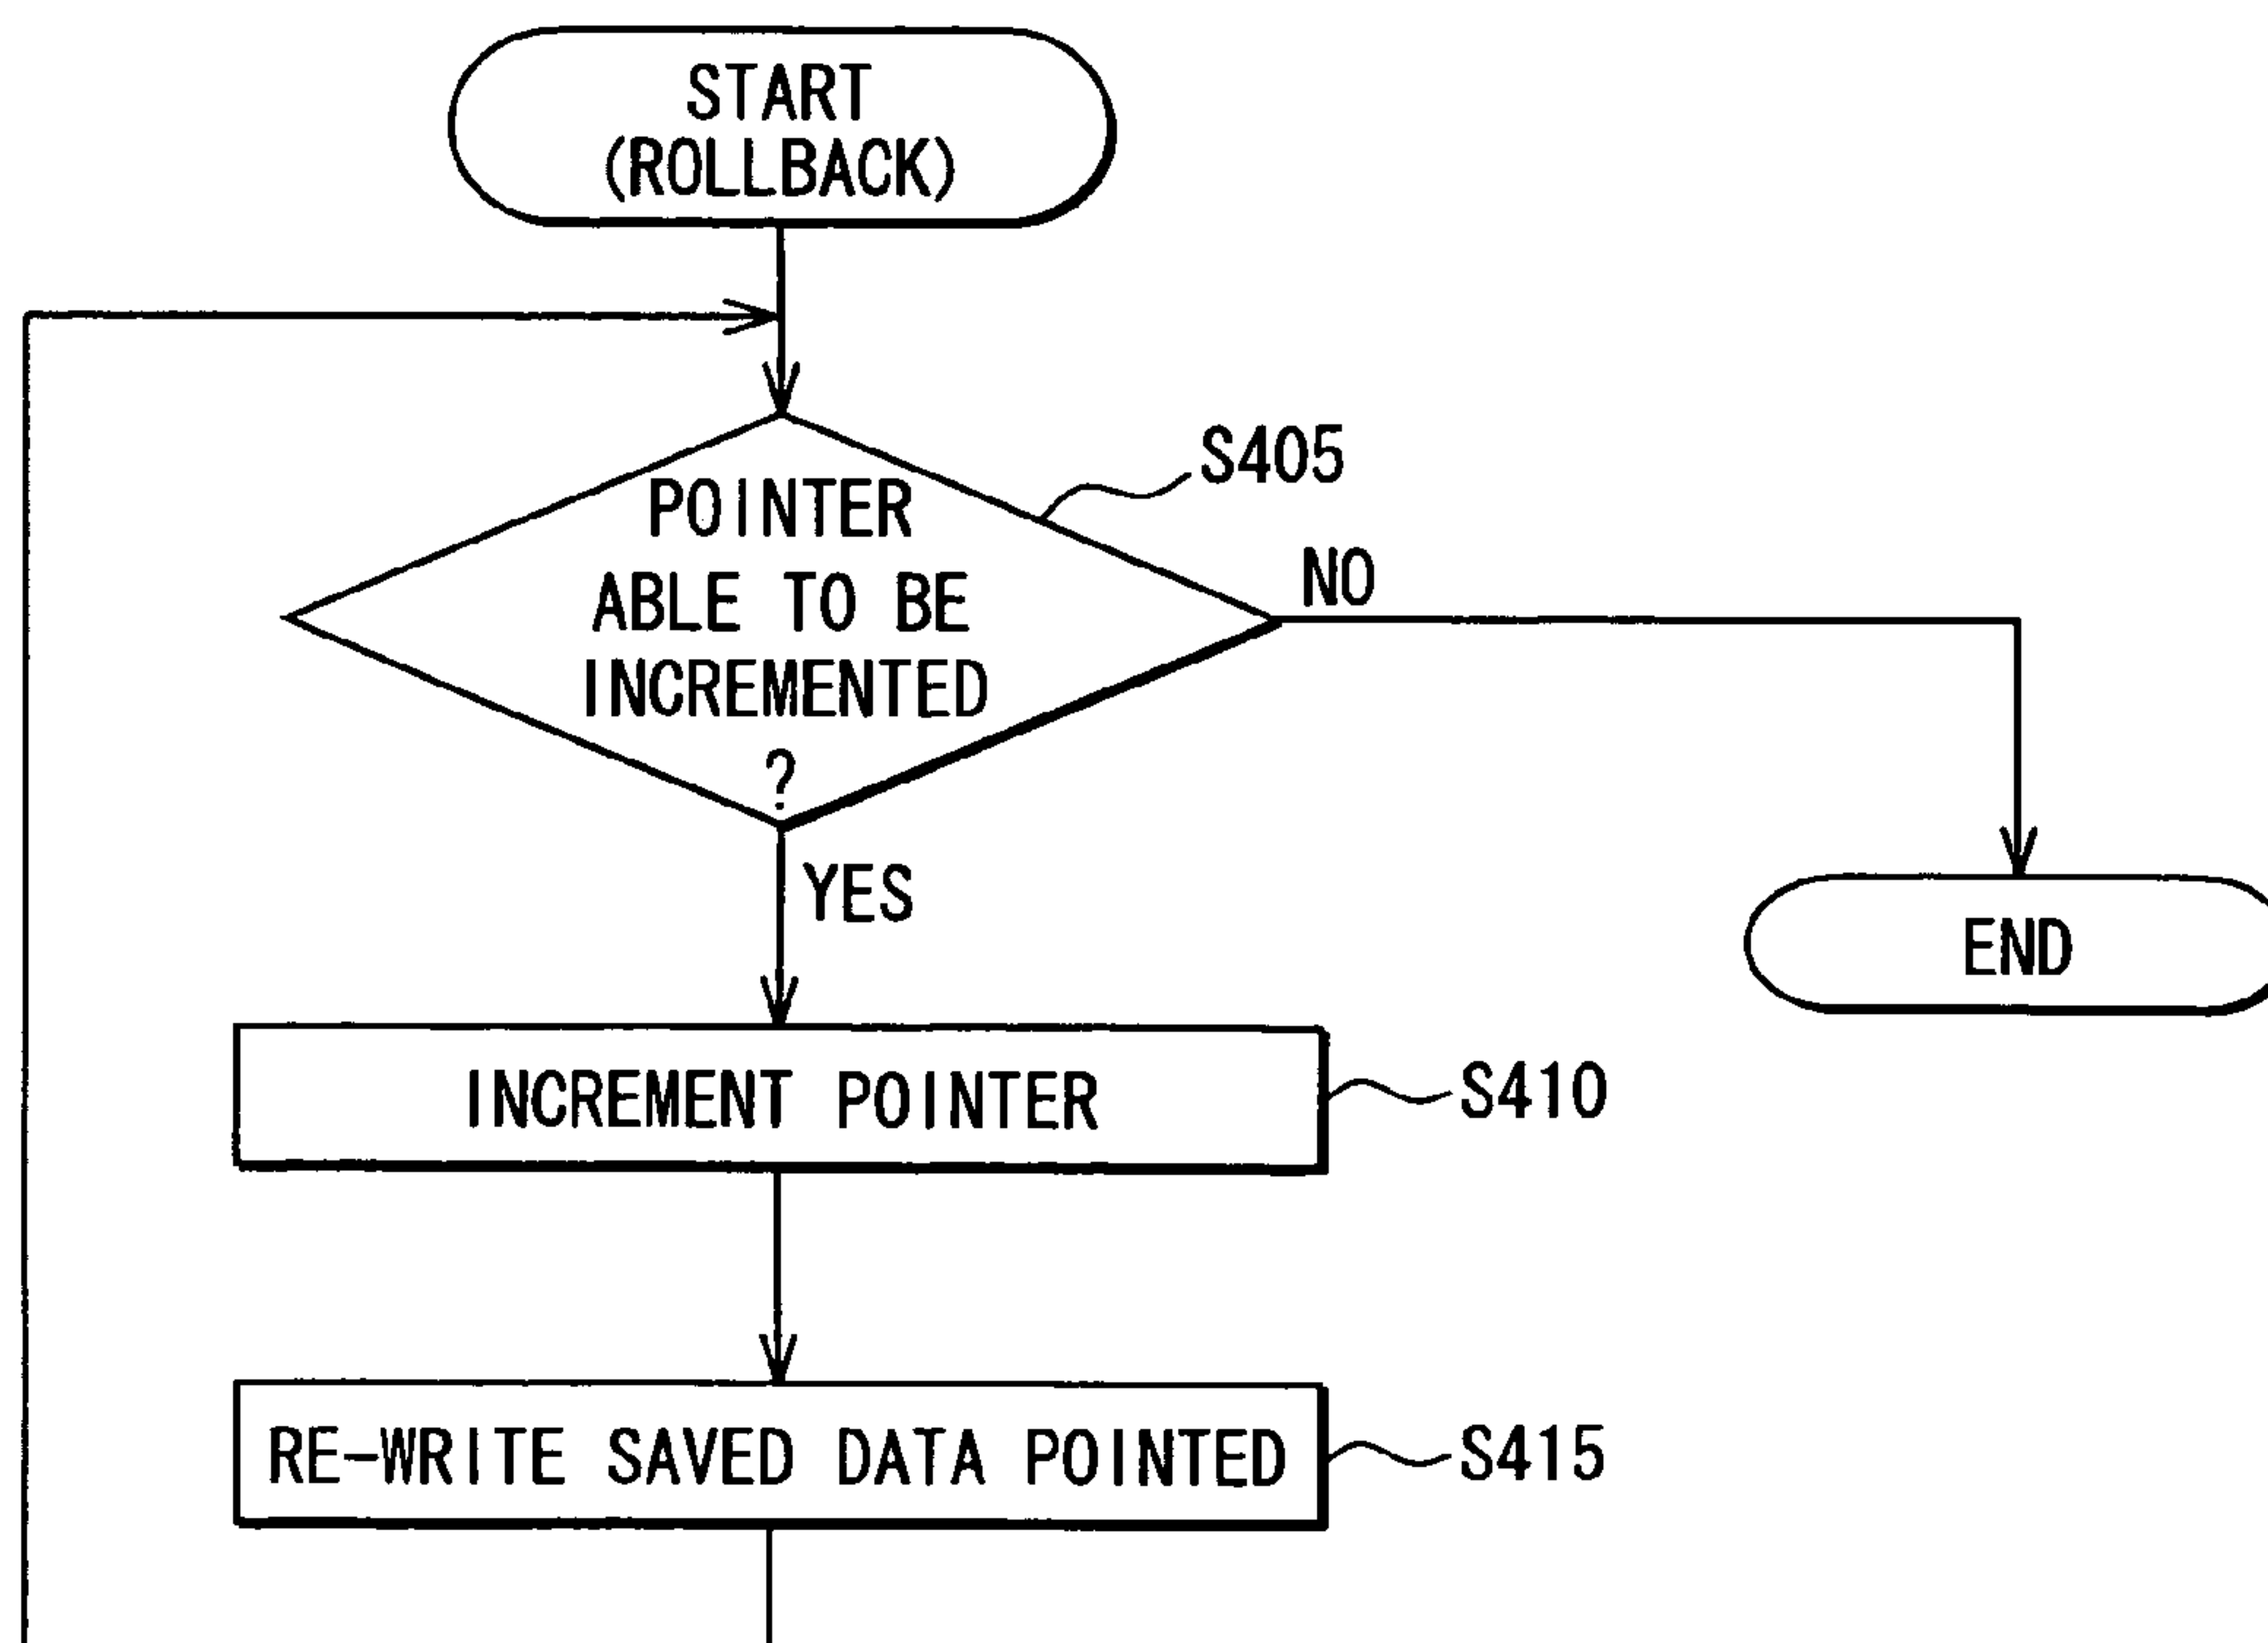 START
(ROLLBACK)
S405
POINTER
ABLE TO BE
INCREMENTED
?
NO
YES
END
INCREMENT POINTER
S410
RE-WRITE SAVED DATA POINTED
S415